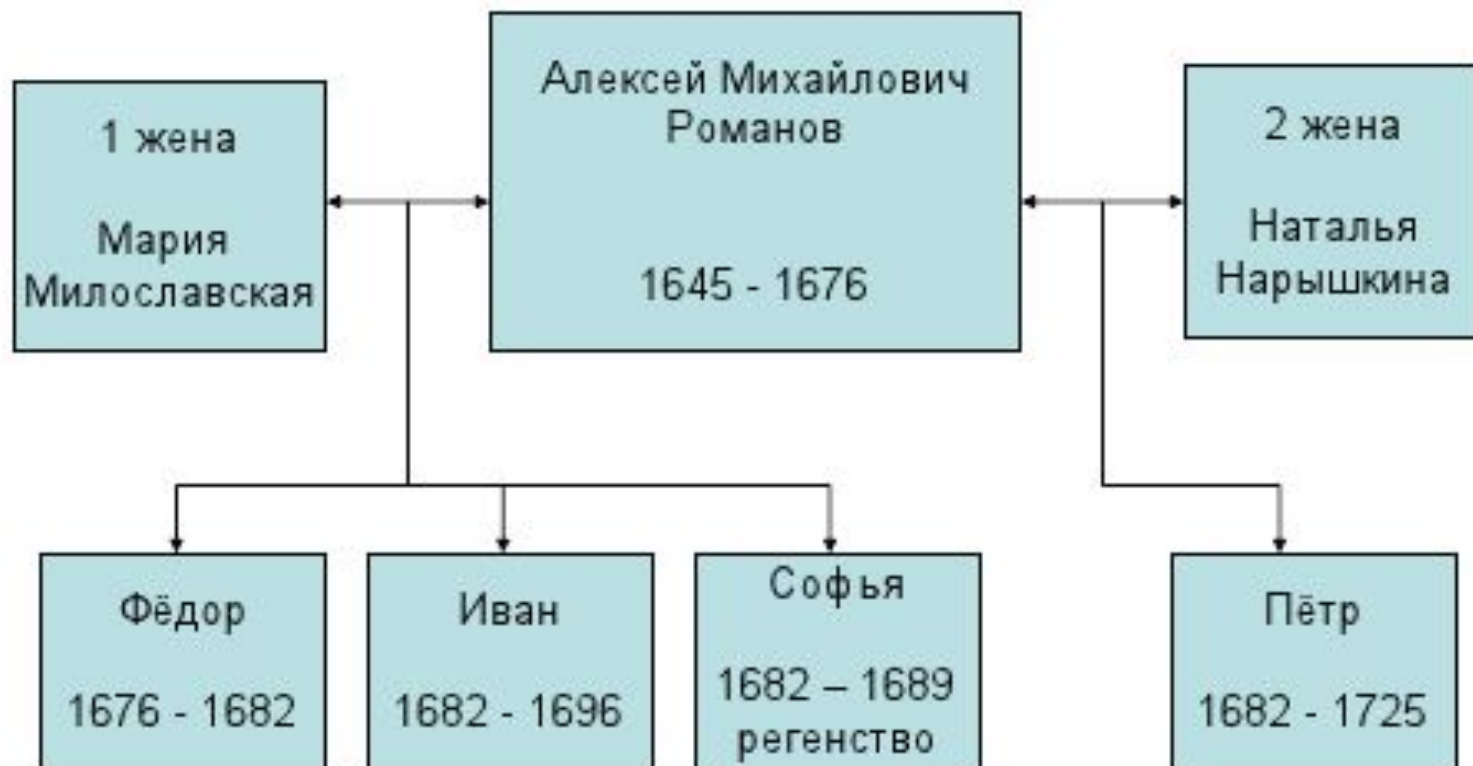 1 жена
Мария
Милославская
Алексей Михайлович
Романов
1645 - 1676
2 жена
Наталья
Нарышкина
Фёдор
1676 - 1682
Иван
1682 - 1696
Софья
1682 – 1689
регенство
Пётр
1682 - 1725